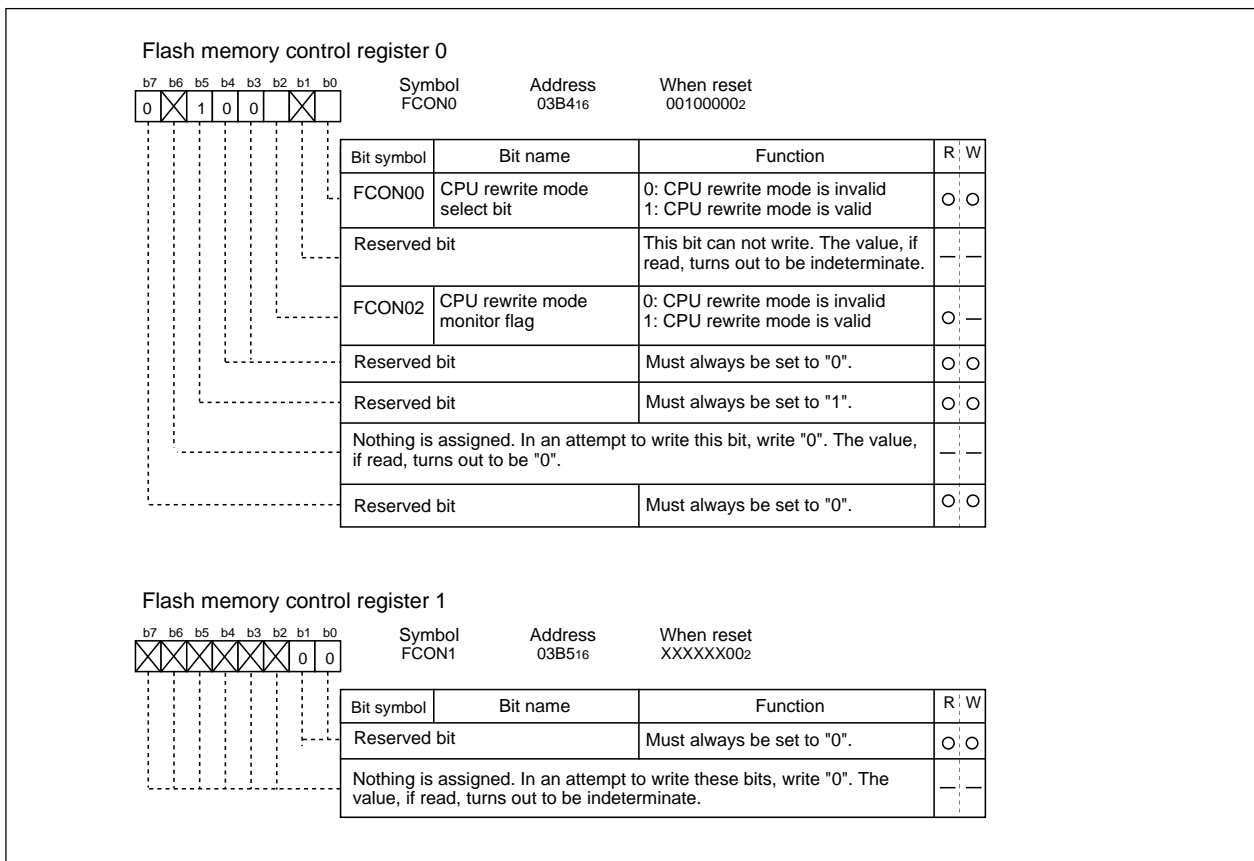 Flash memory control register 0
b7 b6 b5 b4 b3 b2 b1 b0
Symbol Address When reset
FCON0 03B416 001000002
0 1 0 0
Bit symbol Bit name Function R W
FCON00 CPU rewrite mode select bit 0: CPU rewrite mode is invalid
1: CPU rewrite mode is valid
Reserved bit This bit can not write. The value, if
read, turns out to be indeterminate.
FCON02 CPU rewrite mode monitor flag 0: CPU rewrite mode is invalid
1: CPU rewrite mode is valid
Reserved bit Must always be set to "0".
Reserved bit Must always be set to "1".
Nothing is assigned. In an attempt to write this bit, write "0". The value,
if read, turns out to be "0".
Reserved bit Must always be set to "0".
Flash memory control register 1
b7 b6 b5 b4 b3 b2 b1 b0
Symbol Address When reset
FCON1 03B516 XXXXXX002
0 0
Bit symbol Bit name Function R W
Reserved bit Must always be set to "0".
Nothing is assigned. In an attempt to write these bits, write "0". The
value, if read, turns out to be indeterminate.